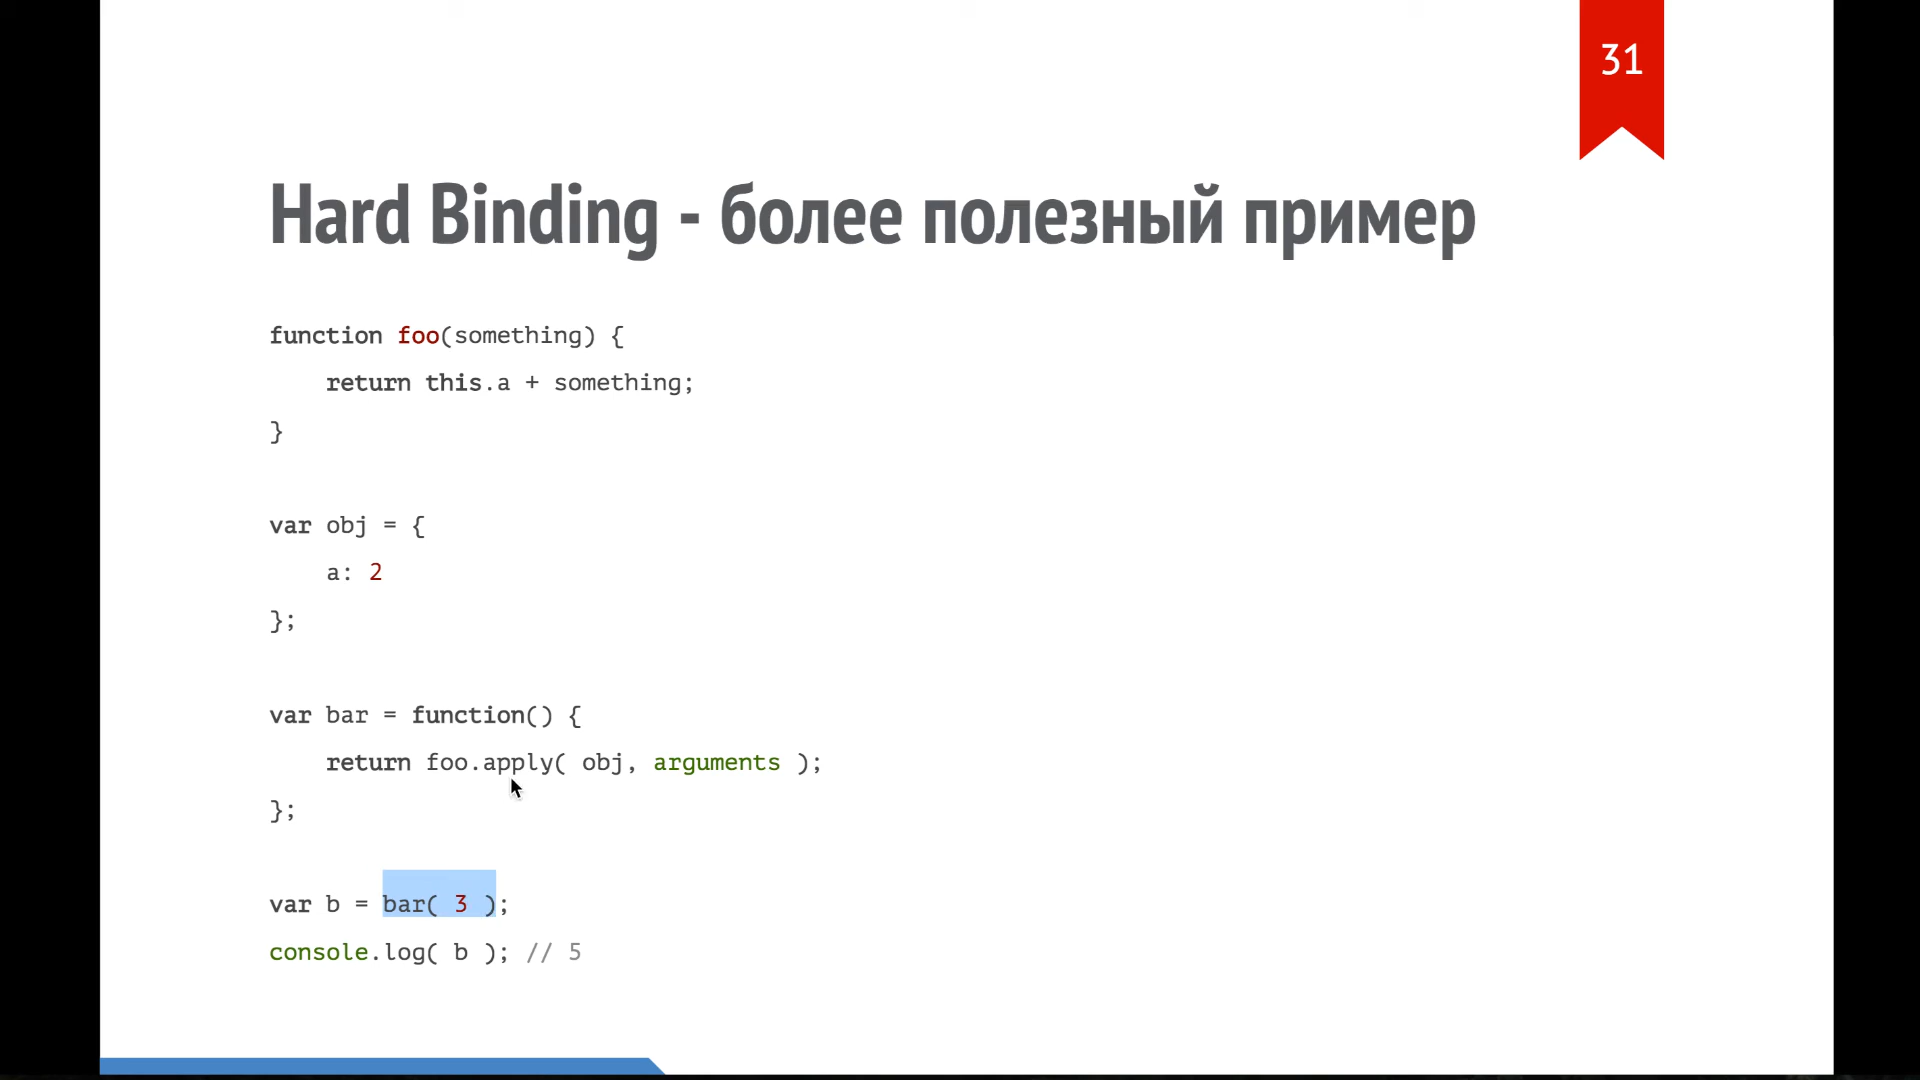 31
Hard Binding - более полезный пример
function foo(something) {
    return this.a + something;
}
var obj = {
    a: 2
};
var bar = function() {
    return foo.apply( obj, arguments );
};
var b = bar( 3 );
console.log( b ); // 5